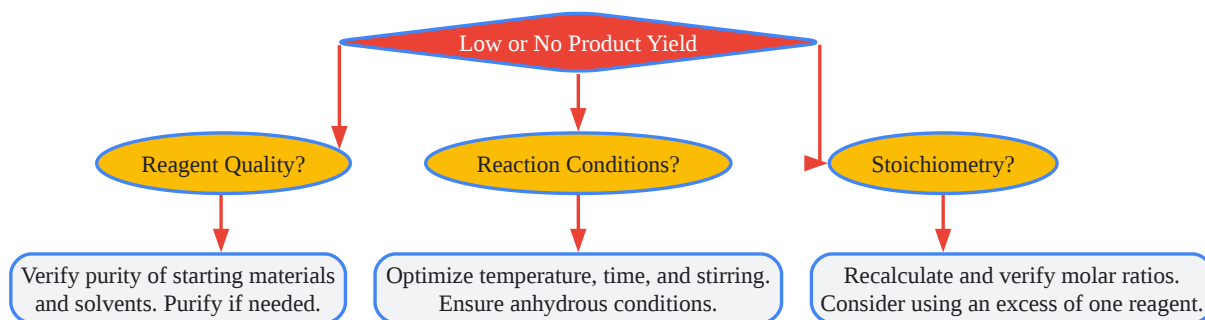 Low or No Product Yield
Reagent Quality?
Reaction Conditions?
Stoichiometry?
Verify purity of starting materials
and solvents. Purify if needed.
Optimize temperature, time, and stirring.
Ensure anhydrous conditions.
Recalculate and verify molar ratios.
Consider using an excess of one reagent.